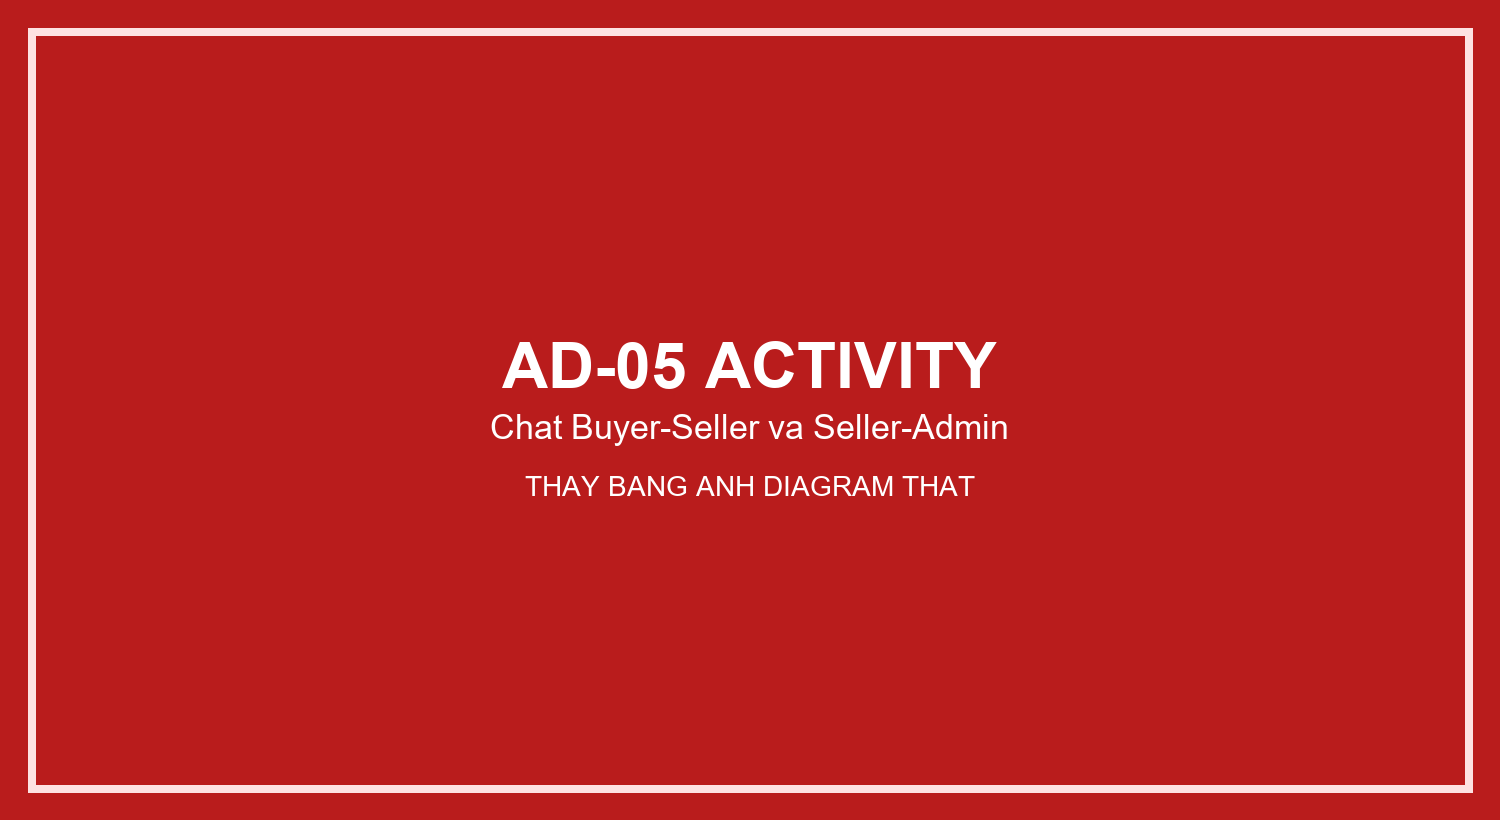 AD-05 ACTIVITY
Chat Buyer-Seller va Seller-Admin
THAY BANG ANH DIAGRAM THAT